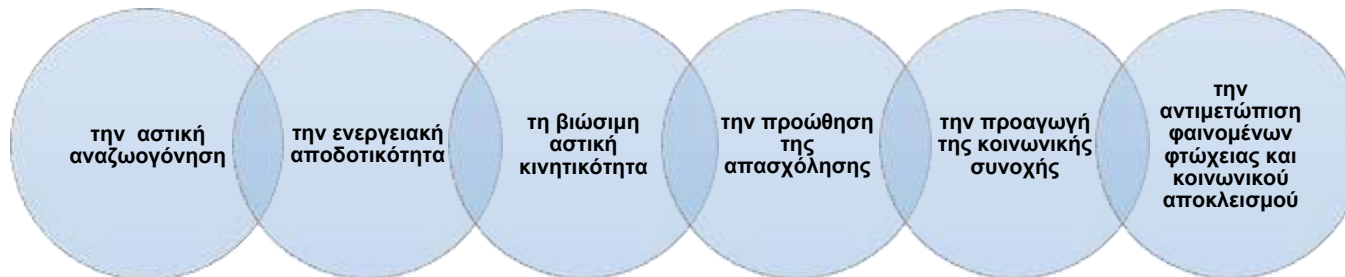 την αστική
αναζωογόνηση
την ενεργειακή
αποδοτικότητα
τη βιώσιμη
αστική
κινητικότητα
την προώθηση
της
απασχόλησης
την προαγωγή
της κοινωνικής
συνοχής
την
αντιμετώπιση
φαινομένων
φτώχειας και
κοινωνικού
αποκλεισμού